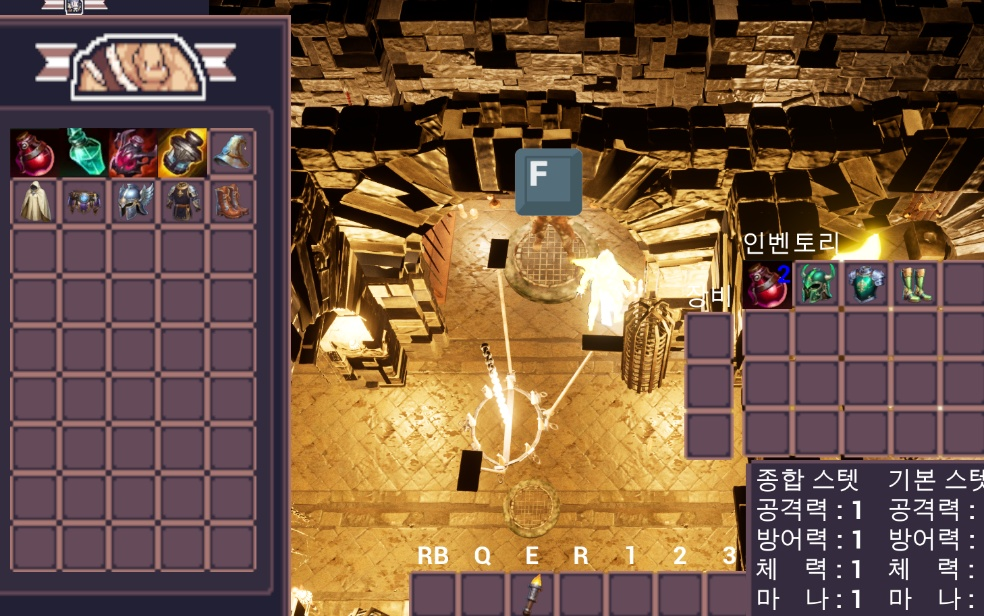 F
인벤토리
2
장비
종합 스텟 기본 스텟
공격력 : 1 공격력 :
방어력 : 1 방어력 :
체 력 : 1 체 력 :
마 나 : 1 마 나 :
RB Q E R 1 2 3